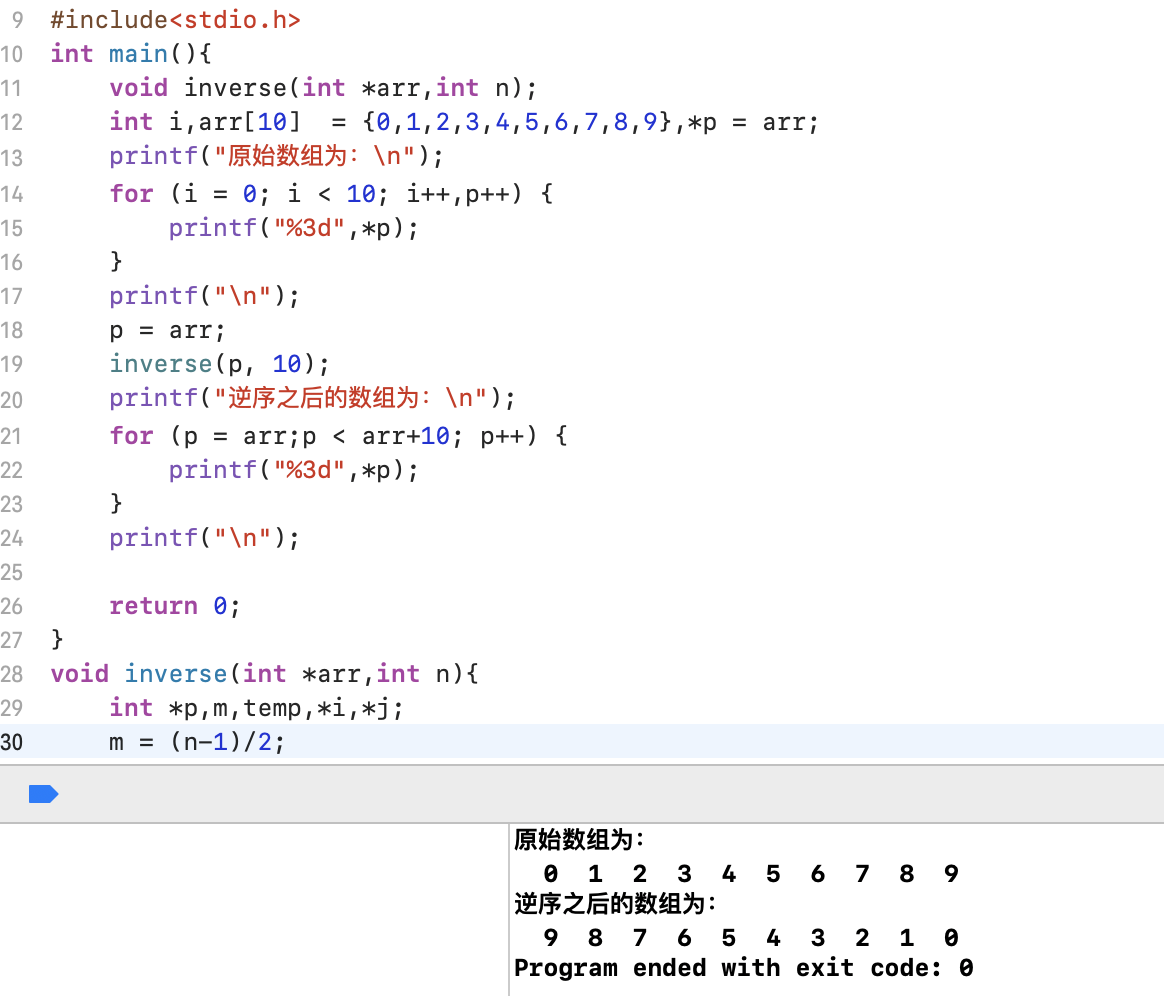 9 #include<stdio.h>
10 int main(){
11     void inverse(int *arr,int n);
12     int i,arr[10]  = {0,1,2,3,4,5,6,7,8,9},*p = arr;
13     printf("原始数组为：\n");
14     for (i = 0; i < 10; i++,p++) {
15         printf("%3d",*p);
16     }
17     printf("\n");
18     p = arr;
19     inverse(p, 10);
20     printf("逆序之后的数组为：\n");
21     for (p = arr;p < arr+10; p++) {
22         printf("%3d",*p);
23     }
24     printf("\n");
25
26     return 0;
27 }
28 void inverse(int *arr,int n){
29     int *p,m,temp,*i,*j;
30     m = (n-1)/2;
原始数组为：
  0  1  2  3  4  5  6  7  8  9
逆序之后的数组为：
  9  8  7  6  5  4  3  2  1  0
Program ended with exit code: 0